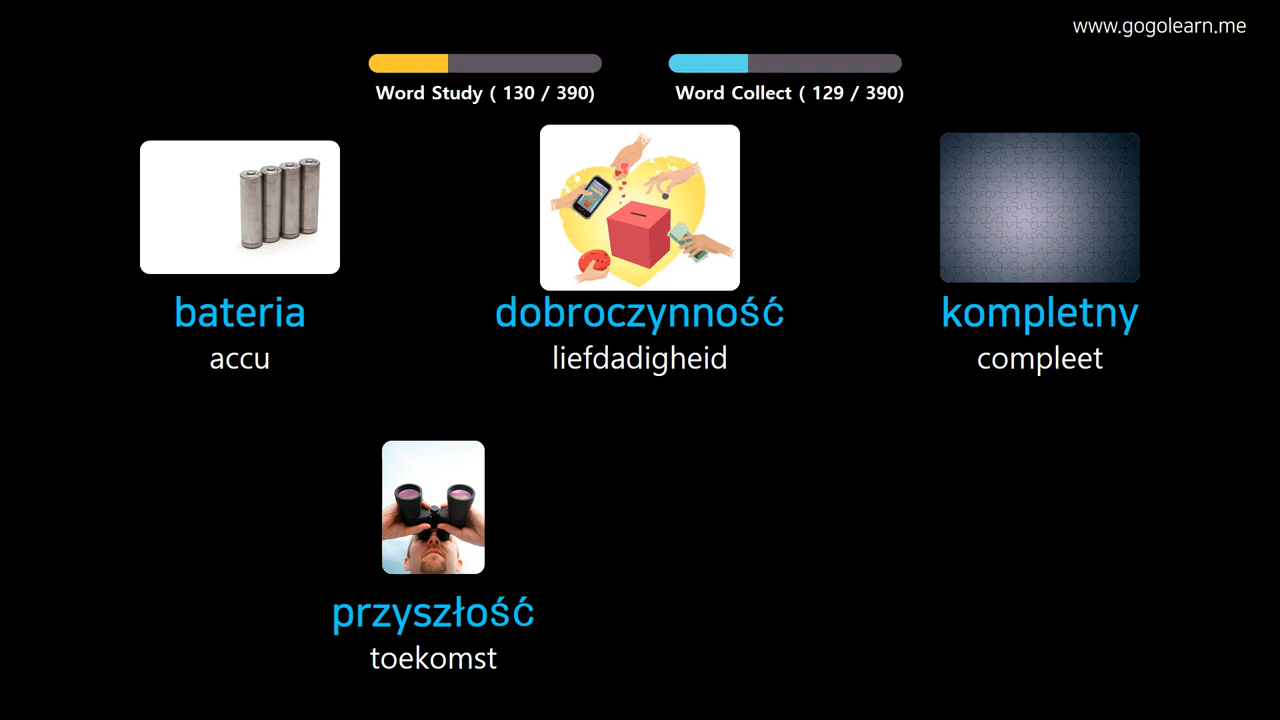 www.gogolearn.me
Word Study ( 130 / 390)
Word Collect ( 129 / 390)
bateria
accu
dobroczynność
liefdadigheid
kompletny
compleet
przyszłość
toekomst